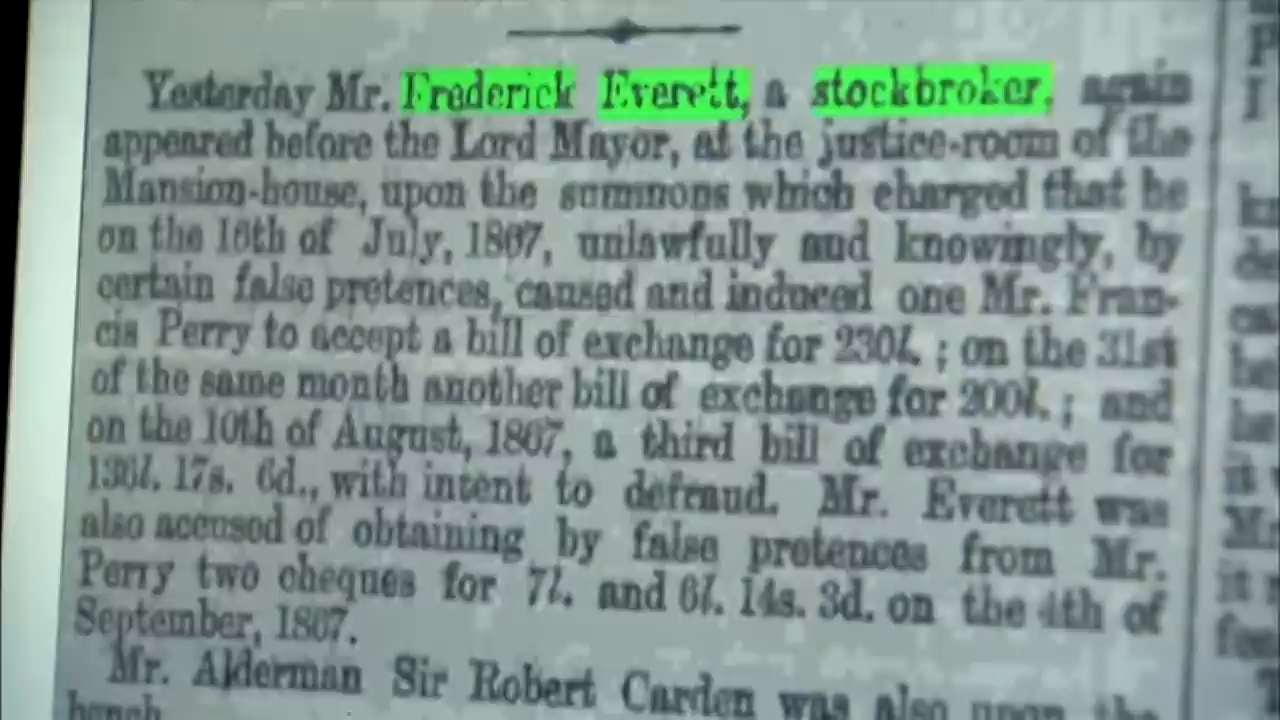 Yesterday Mr. Frederick Everett, a stockbroker, again
appeared before the Lord Mayor, at the justice-room of the
Mansion-house, upon the summons which charged that he
on the 16th of July, 1867, unlawfully and knowingly, by
certain false pretences, caused and induced one Mr. Fran-
cis Perry to accept a bill of exchange for 230l. ; on the 31st
of the same month another bill of exchange for 200l. ; and
on the 10th of August, 1867, a third bill of exchange for
136l. 17s. 6d., with intent to defraud. Mr. Everett was
also accused of obtaining by false pretences from Mr.
Perry two cheques for 7l. and 6l. 14s. 3d. on the 4th of
September, 1867.
Mr. Alderman Sir Robert Carden was also upon the
bench